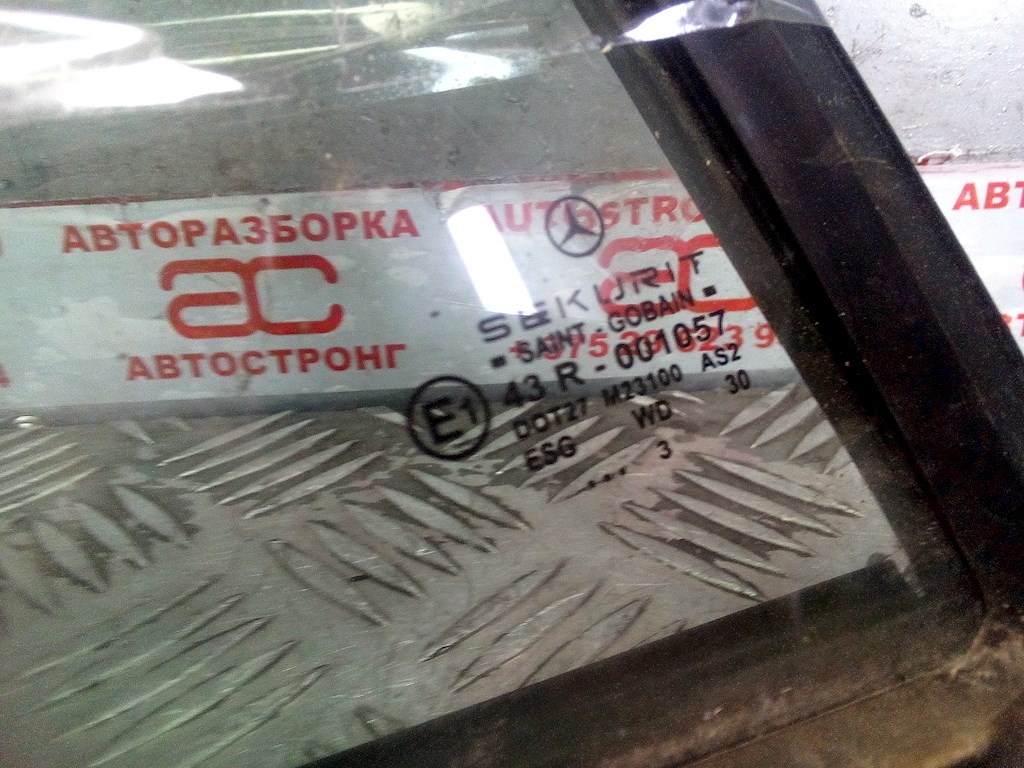 АВТОРАЗБОРКА
AC
АВТОСТРОНГ
SEKURIT
SAINT-GOBAIN
E1
43 R - 001057
DOT27 M23100 AS2
ESG WD 30
... 3
АВТ